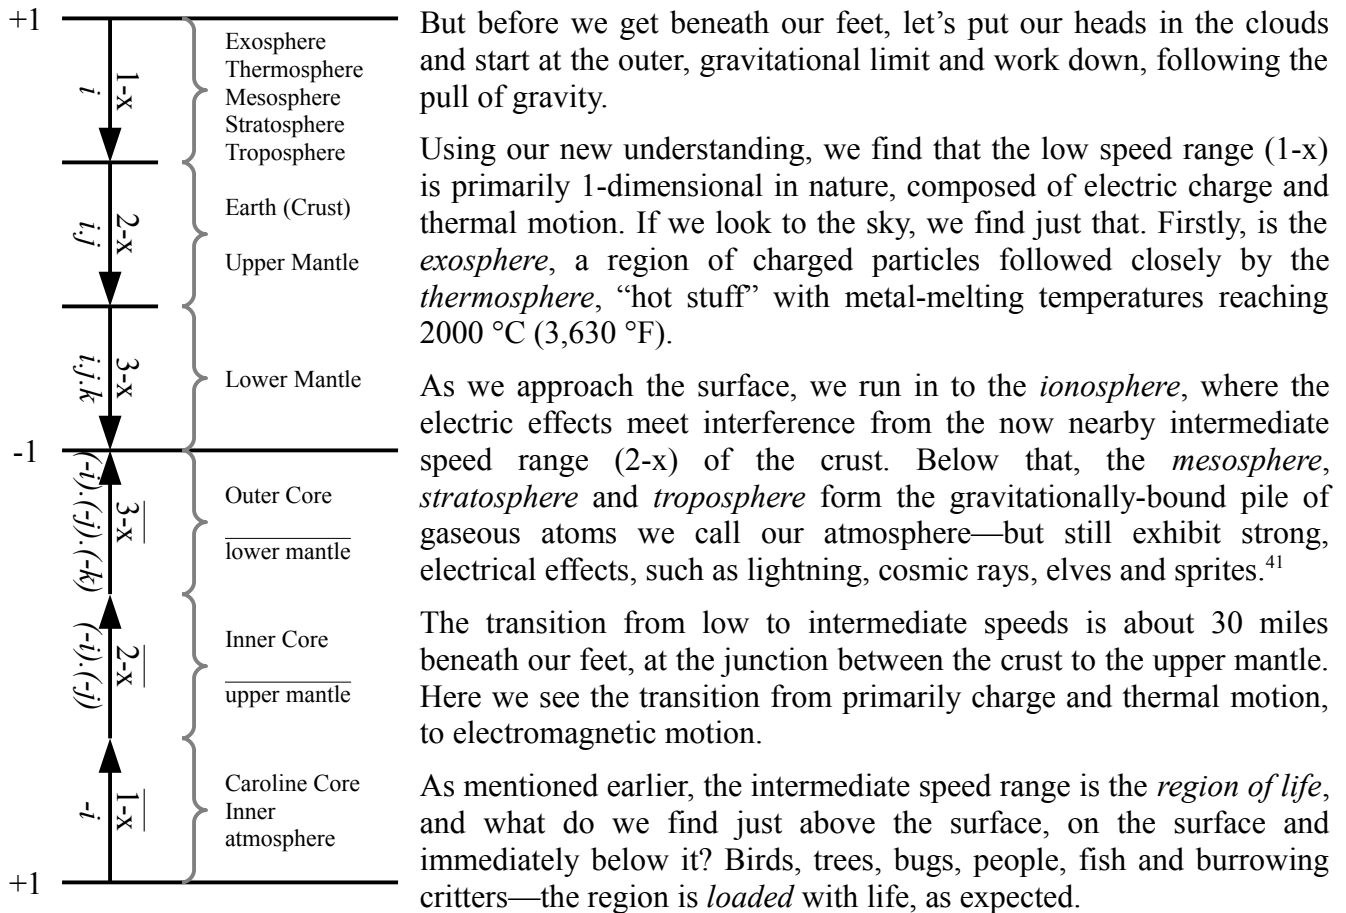 +1
1-x
i
Exosphere
Thermosphere
Mesosphere
Stratosphere
Troposphere
2-x
i.j
Earth (Crust)
Upper Mantle
3-x
i.j.k
Lower Mantle
-1
3-x
(-i).(-j).(-k)
Outer Core
lower mantle
2-x
(-i).(-j)
Inner Core
upper mantle
1-x
-i
Caroline Core
Inner
atmosphere
+1
But before we get beneath our feet, let’s put our heads in the clouds
and start at the outer, gravitational limit and work down, following the
pull of gravity.
Using our new understanding, we find that the low speed range (1-x)
is primarily 1-dimensional in nature, composed of electric charge and
thermal motion. If we look to the sky, we find just that. Firstly, is the
exosphere, a region of charged particles followed closely by the
thermosphere, “hot stuff” with metal-melting temperatures reaching
2000 °C (3,630 °F).
As we approach the surface, we run in to the ionosphere, where the
electric effects meet interference from the now nearby intermediate
speed range (2-x) of the crust. Below that, the mesosphere,
stratosphere and troposphere form the gravitationally-bound pile of
gaseous atoms we call our atmosphere—but still exhibit strong,
electrical effects, such as lightning, cosmic rays, elves and sprites.41
The transition from low to intermediate speeds is about 30 miles
beneath our feet, at the junction between the crust to the upper mantle.
Here we see the transition from primarily charge and thermal motion,
to electromagnetic motion.
As mentioned earlier, the intermediate speed range is the region of life,
and what do we find just above the surface, on the surface and
immediately below it? Birds, trees, bugs, people, fish and burrowing
critters—the region is loaded with life, as expected.